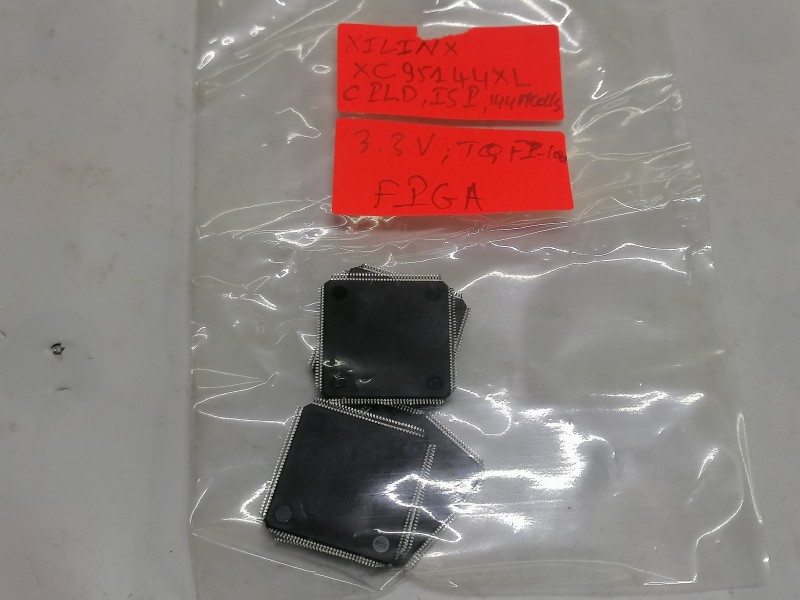 XILINX
XC95144XL
CPLD, ISP, 144MCells
3.3V; TQFP-100
FPGA